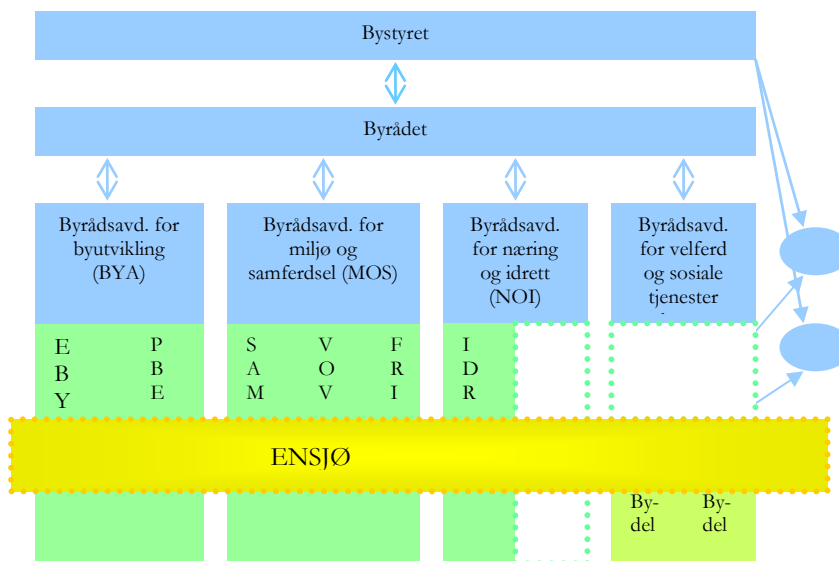 Bystyret
Byrådet
Byrådsavd. for
byutvikling
(BYA)
Byrådsavd. for
miljø og
samferdsel (MOS)
Byrådsavd.
for næring
og idrett
(NOI)
Byrådsavd.
for velferd
og sosiale
tjenester
E
B
Y
P
B
E
S
A
M
V
O
V
F
R
I
I
D
R
ENSJØ
By-
del
By-
del